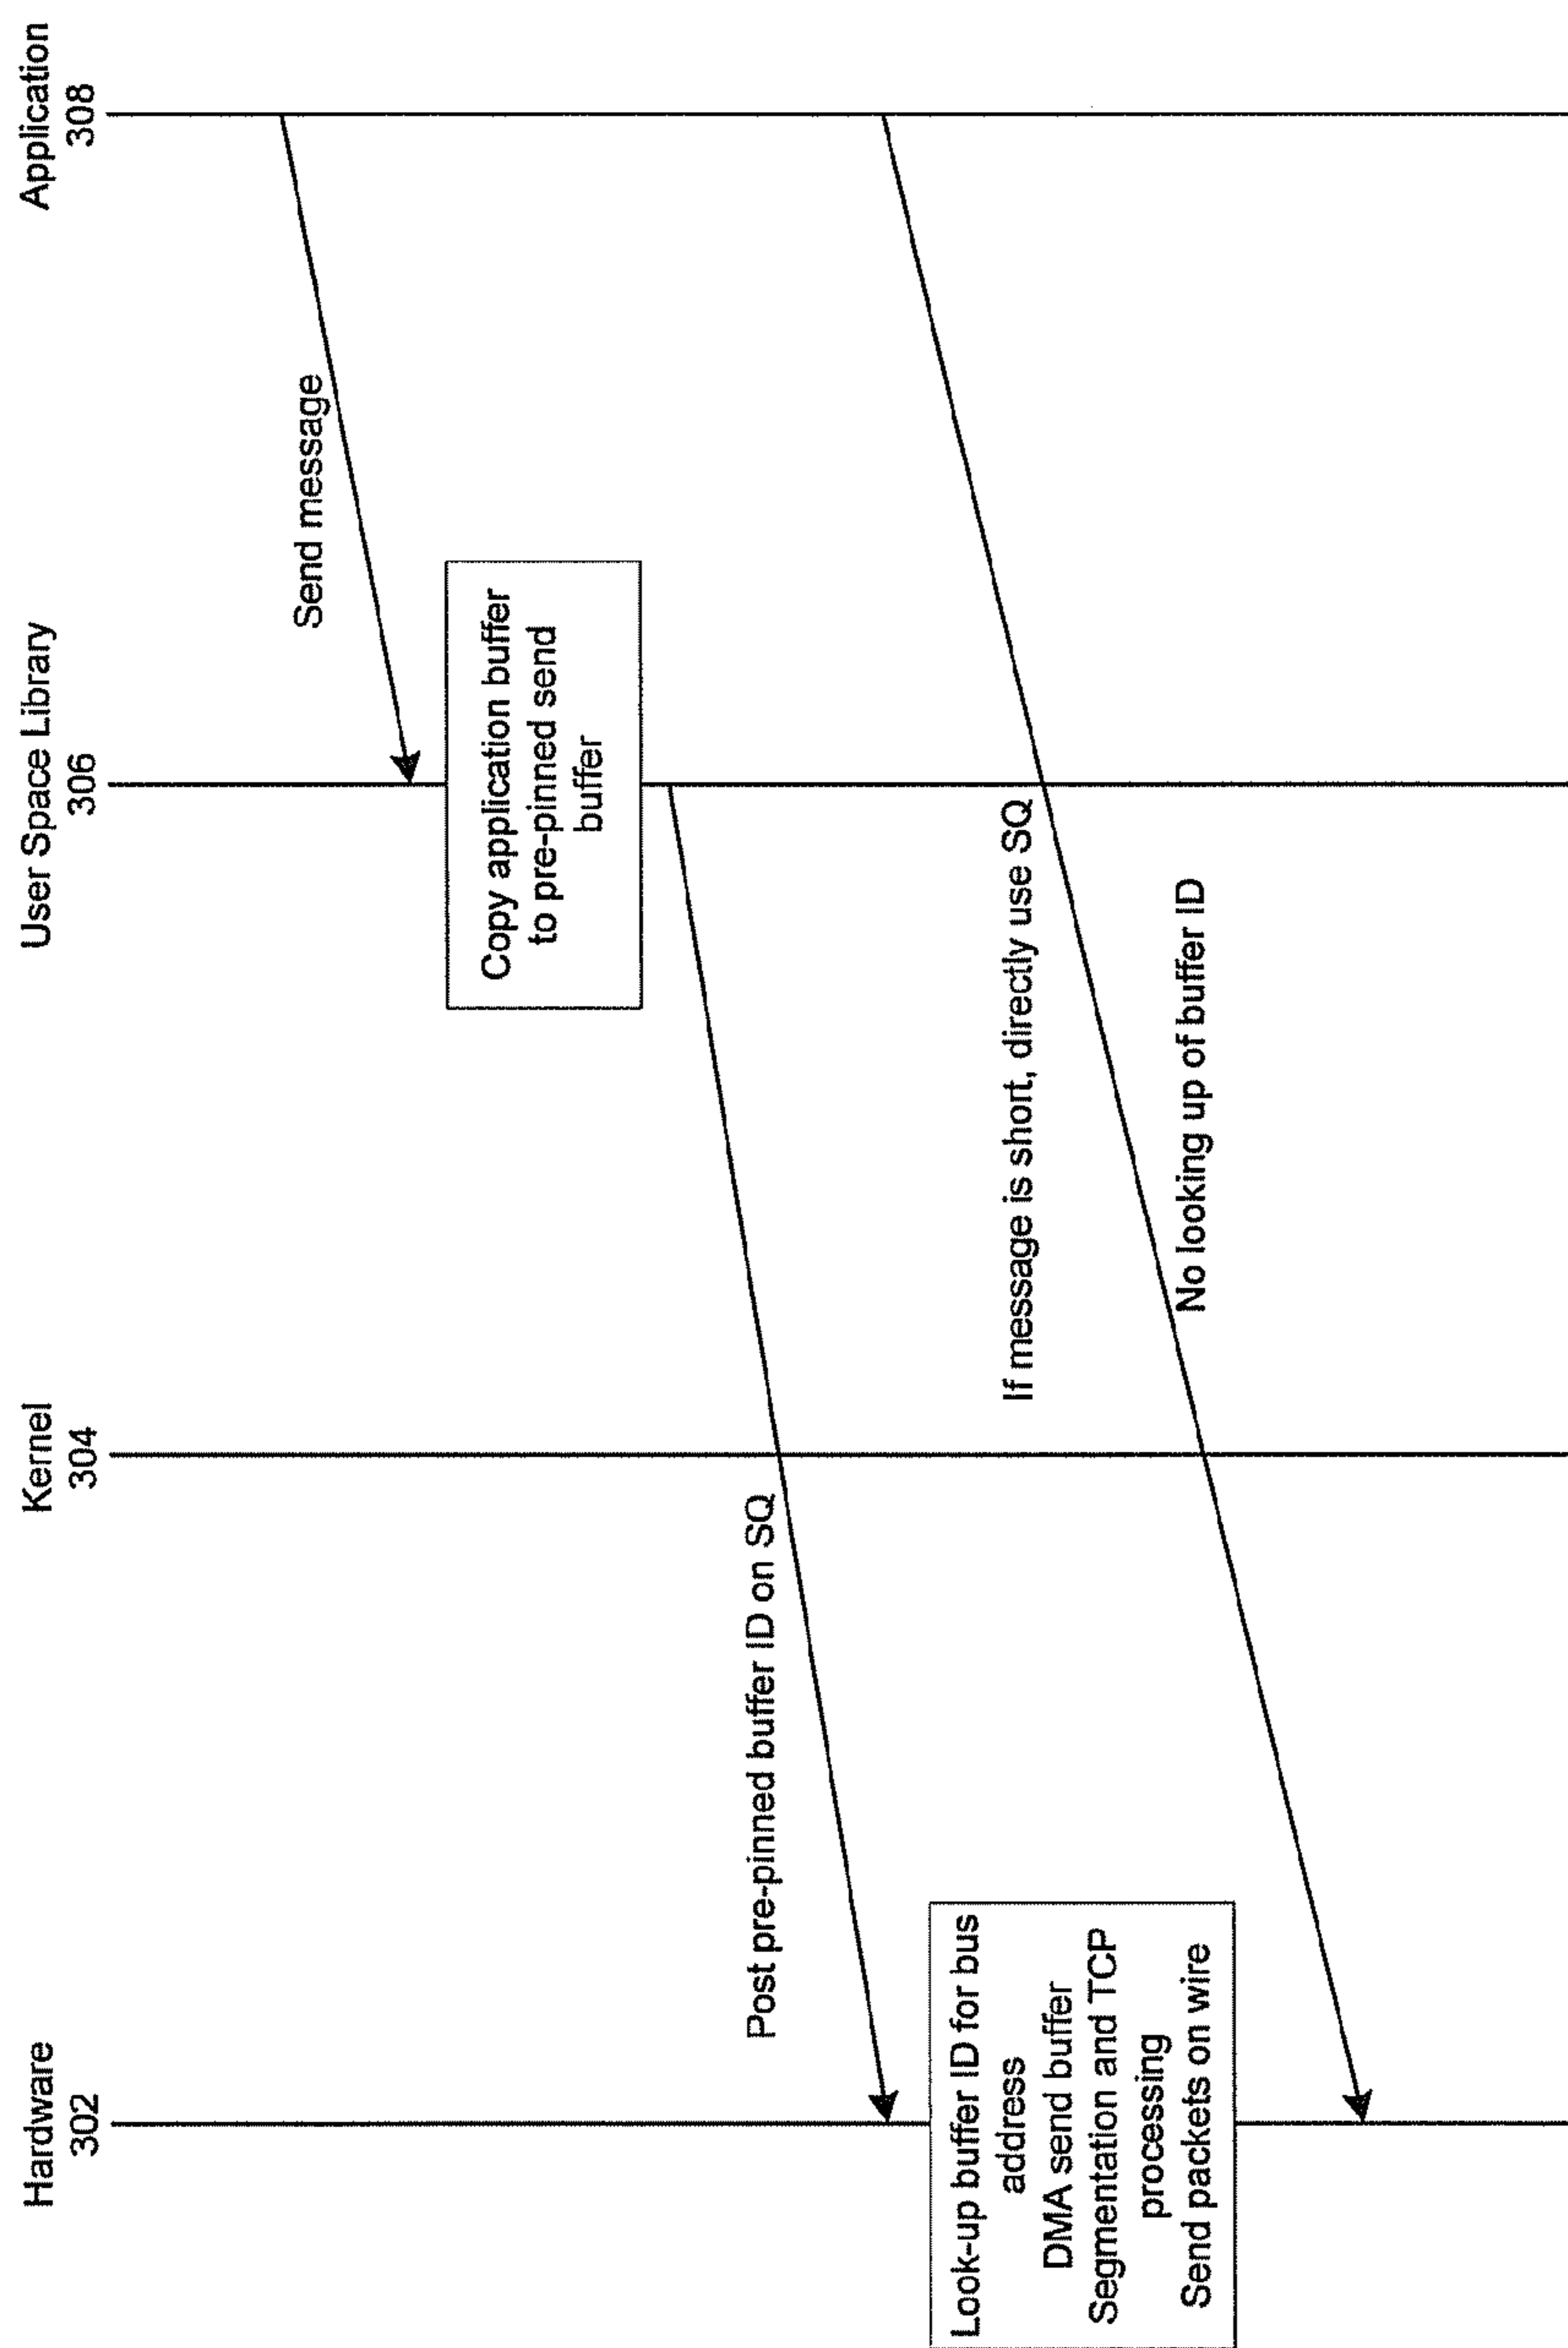 Hardware
302
Kernel
304
User Space Library
306
Application
308
Send message
Copy application buffer
to pre-pinned send
buffer
Post pre-pinned buffer ID on SQ
Look-up buffer ID for bus
address
DMA send buffer
Segmentation and TCP
processing
Send packets on wire
If message is short, directly use SQ
No looking up of buffer ID